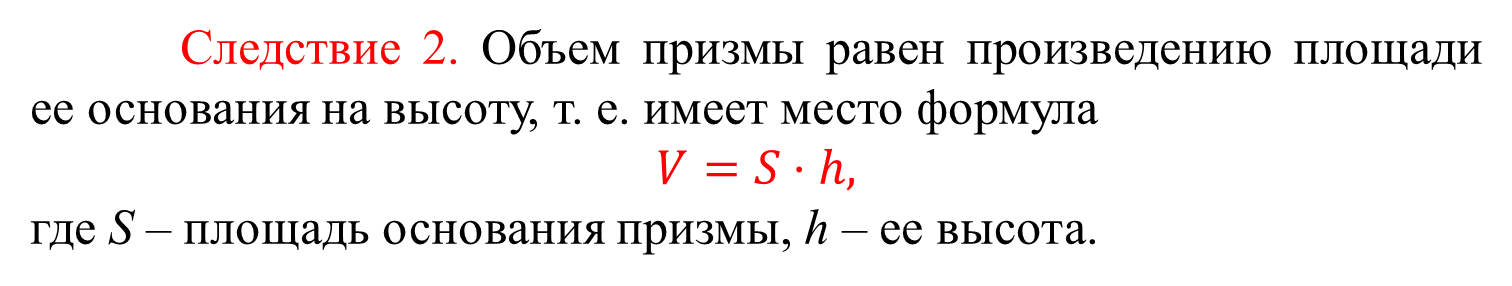 Следствие 2. Объем призмы равен произведению площади
ее основания на высоту, т. е. имеет место формула
V = S · h,
где S – площадь основания призмы, h – ее высота.